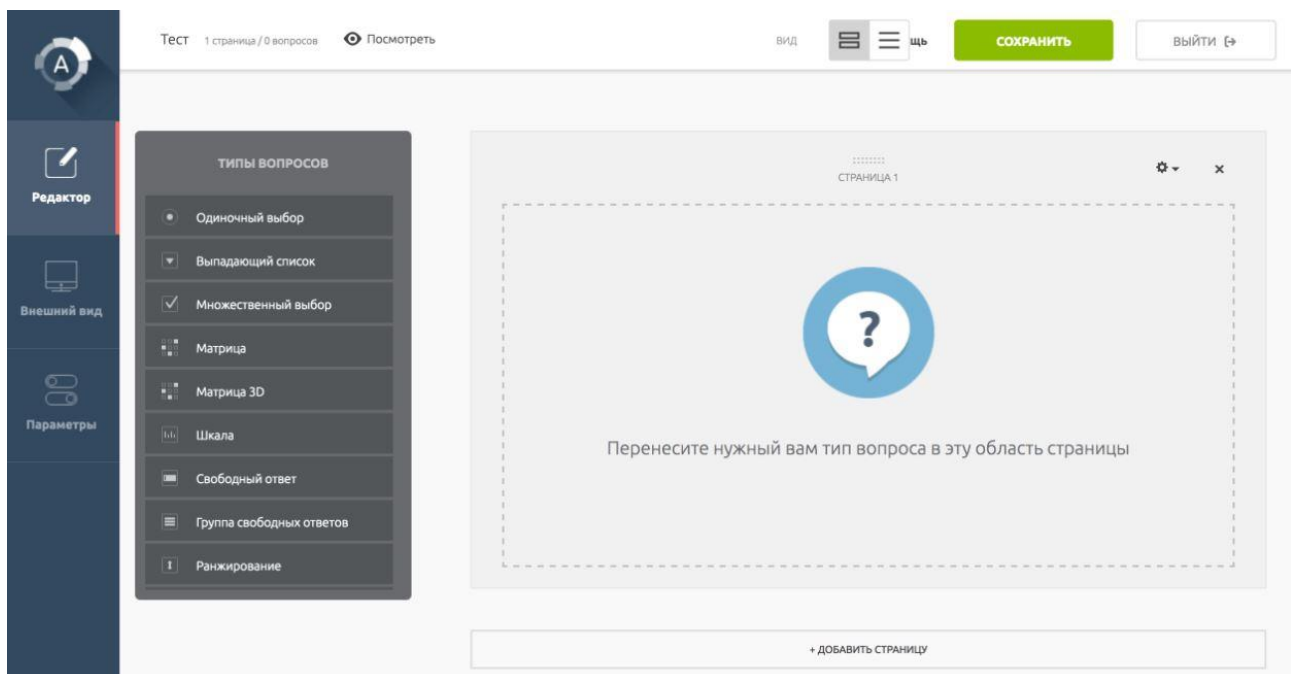 Тест 1 страница / 0 вопросов Посмотреть
ВИД щь СОХРАНИТЬ ВЫЙТИ
A
Редактор
Внешний вид
Параметры
ТИПЫ ВОПРОСОВ
Одиночный выбор
Выпадающий список
Множественный выбор
Матрица
Матрица 3D
Шкала
Свободный ответ
Группа свободных ответов
Ранжирование
СТРАНИЦА 1
?
Перенесите нужный вам тип вопроса в эту область страницы
+ ДОБАВИТЬ СТРАНИЦУ